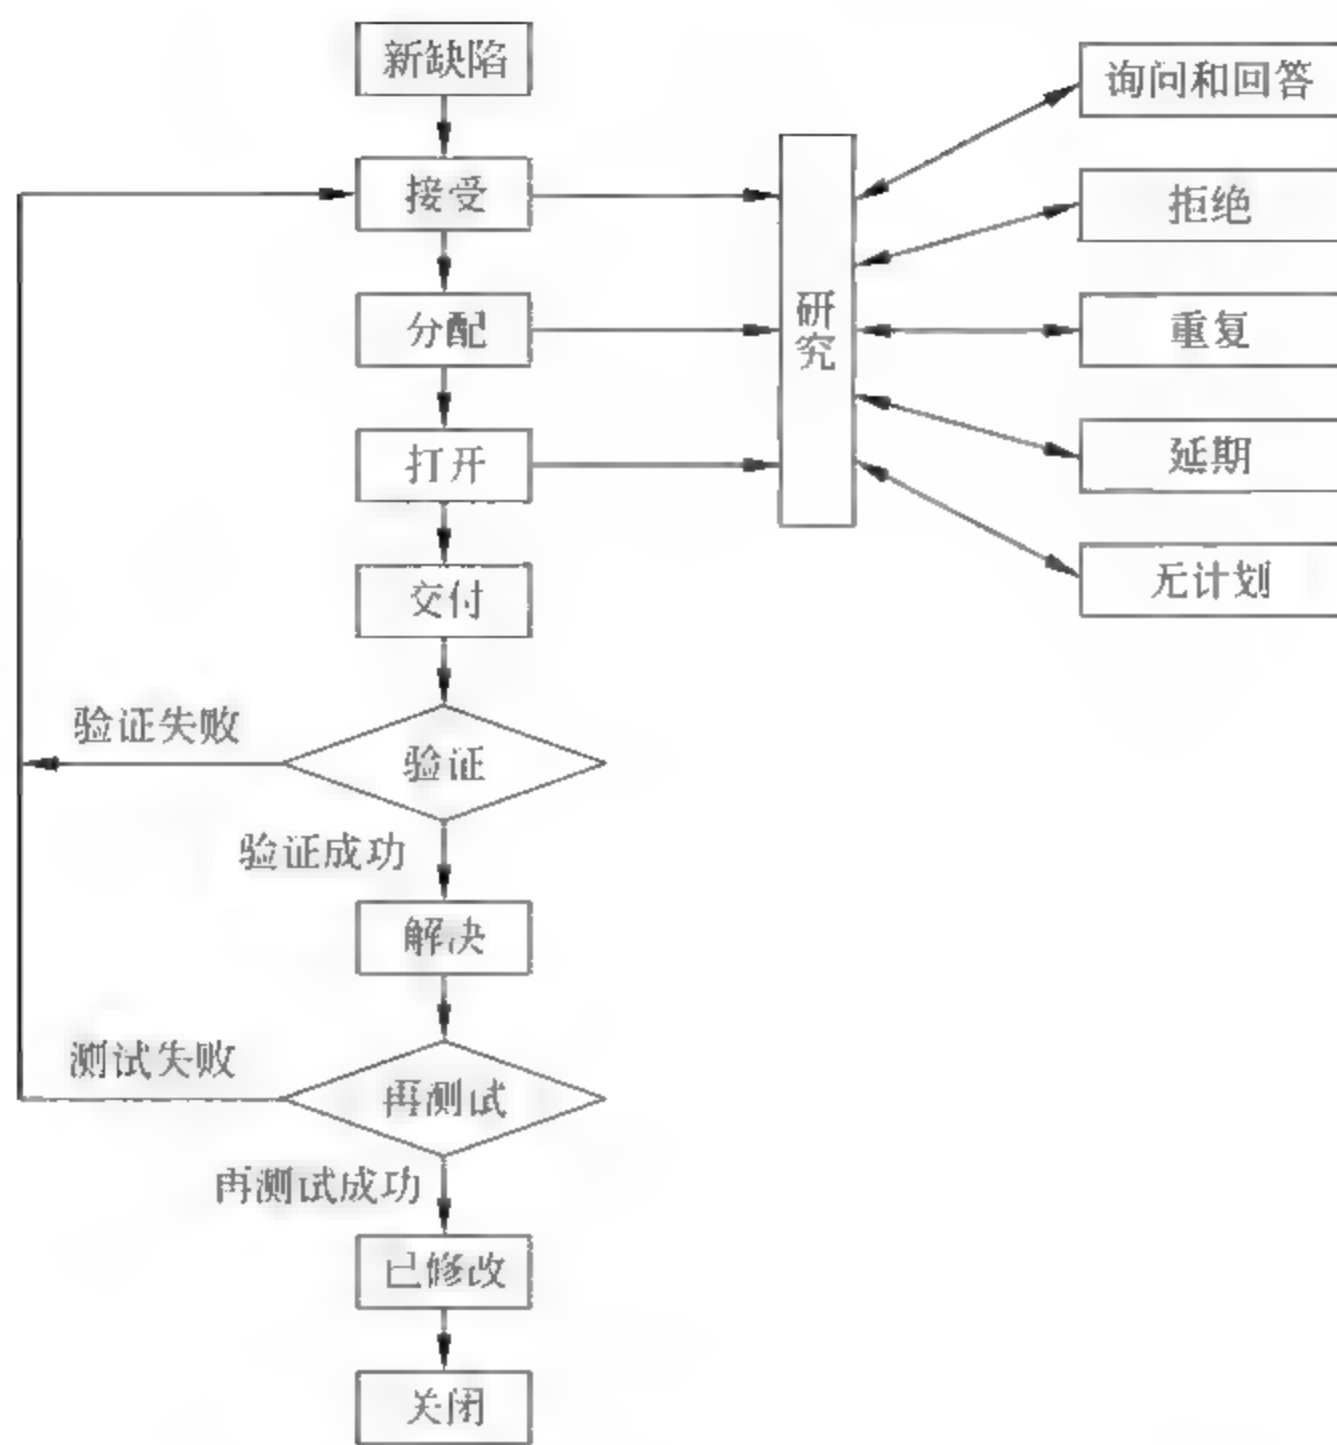 新缺陷
询问和回答
接受
拒绝
分配
研究
重复
打开
延期
交付
无计划
验证失败
验证
验证成功
解决
测试失败
再测试
再测试成功
已修改
关闭